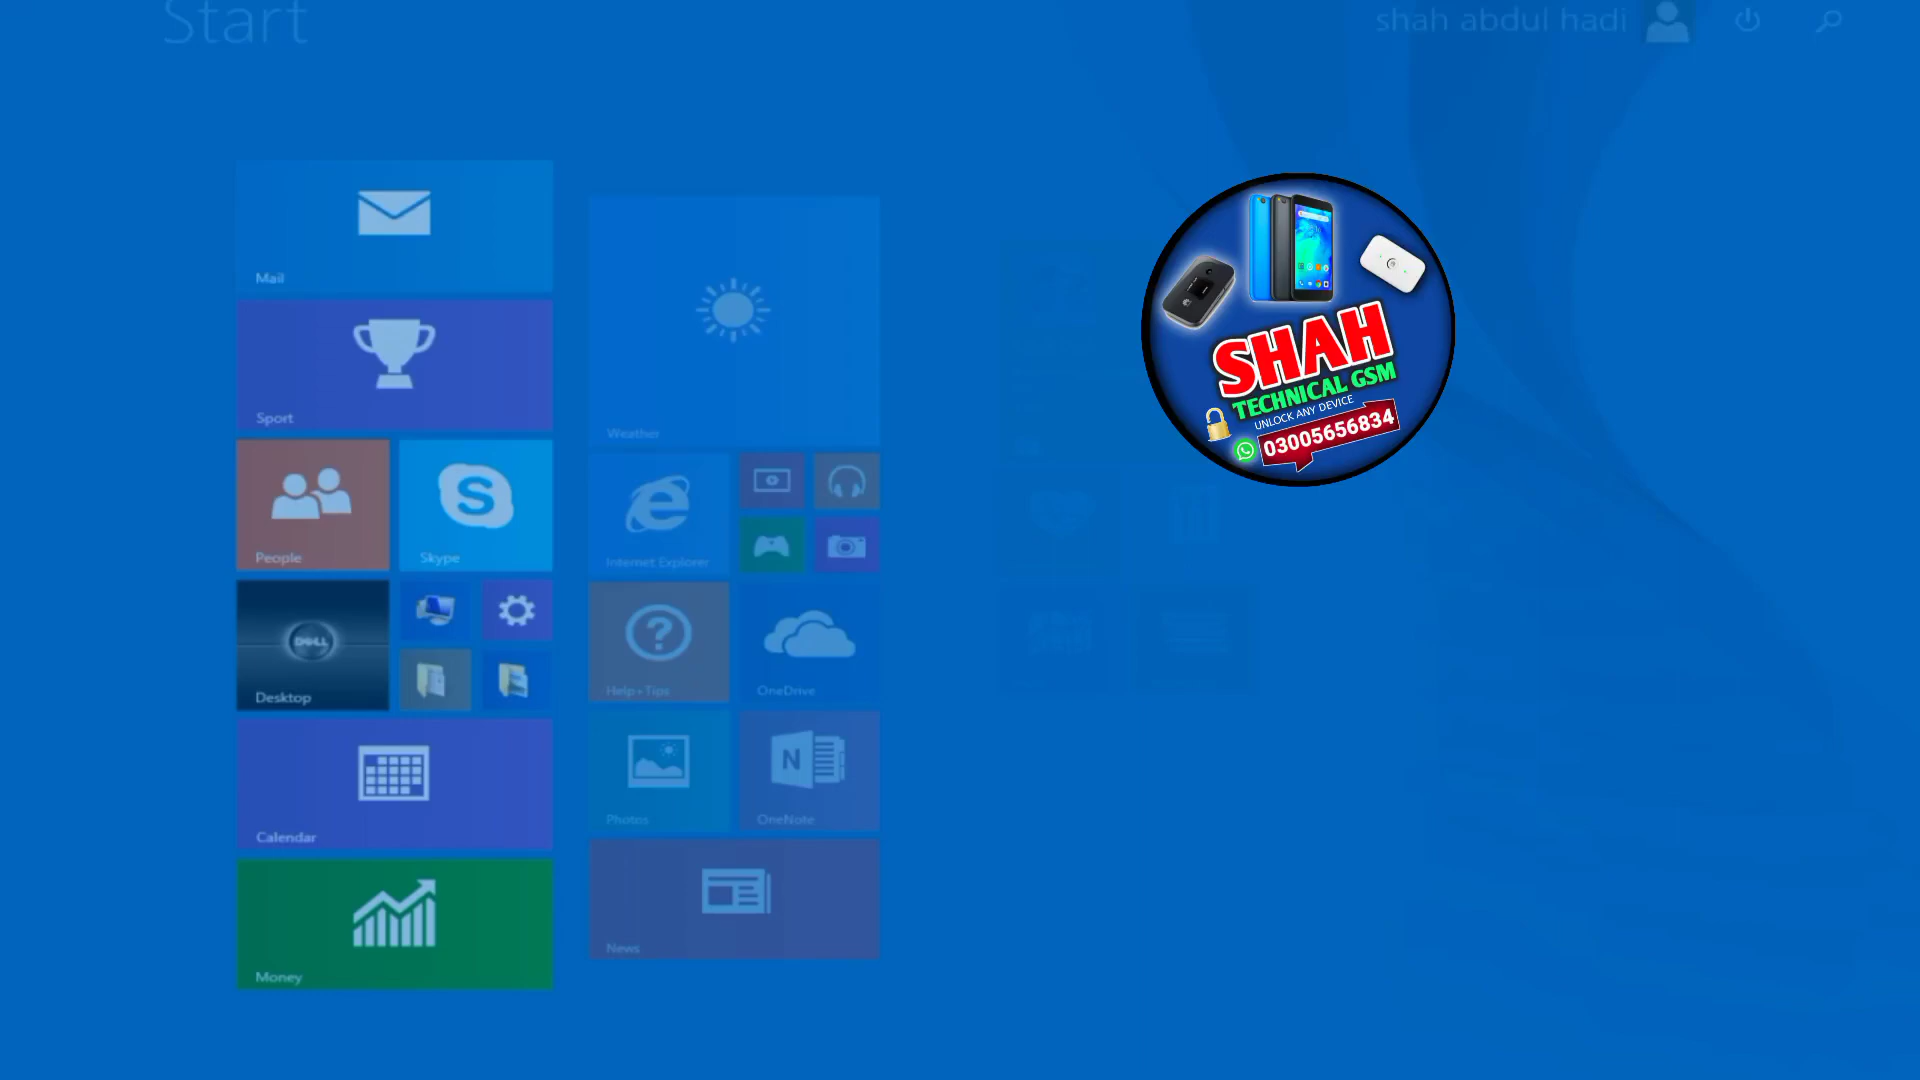 Start
shah abdul hadi
Mail
Sport
People
Skype
DELL
Desktop
Calendar
Money
Weather
Internet Explorer
Help+Tips
OneDrive
Photos
N
OneNote
News
SHAH
TECHNICAL GSM
UNLOCK ANY DEVICE
03005656834